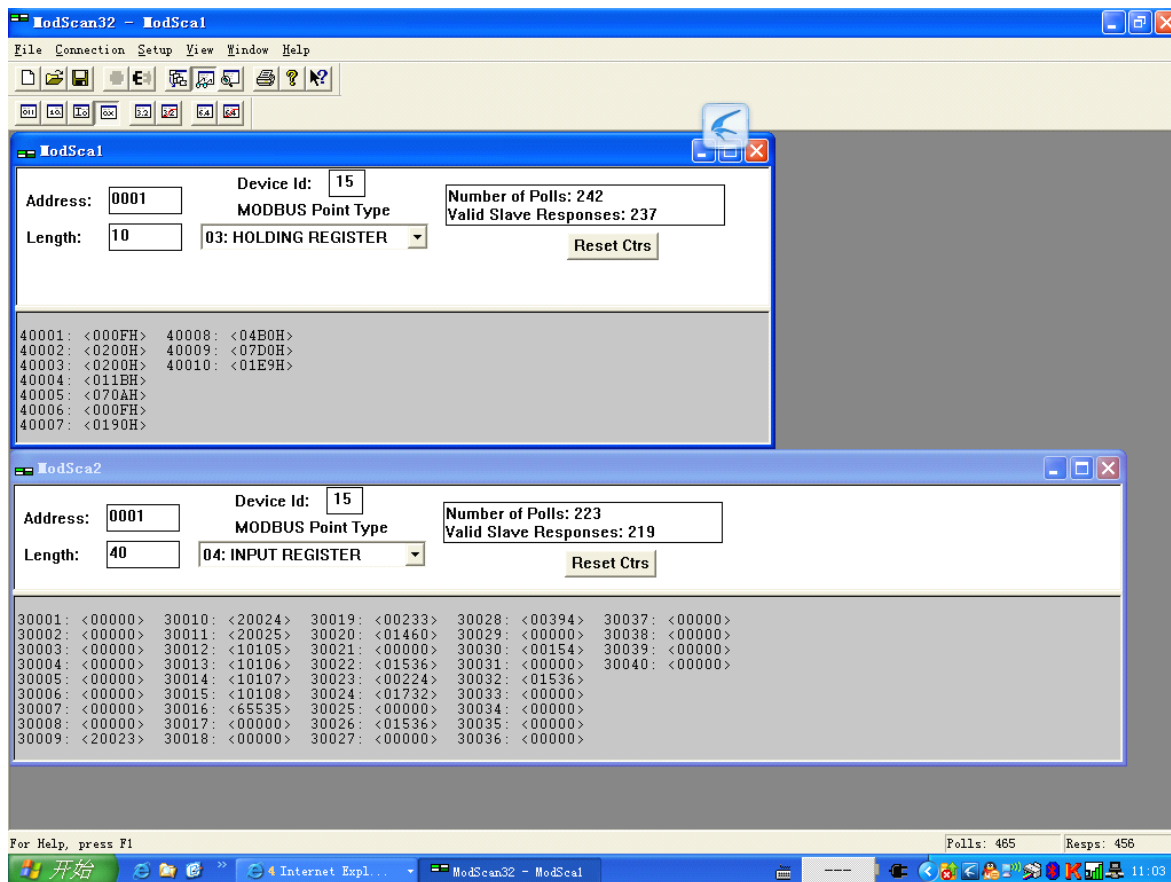 ModScan32 - ModSca1
File Connection Setup View Window Help
ModSca1
Address: 0001
Device Id: 15
MODBUS Point Type
Length: 10
03: HOLDING REGISTER
Number of Polls: 242
Valid Slave Responses: 237
Reset Ctrs
40001: <000FH> 40008: <04B0H>
40002: <0200H> 40009: <07D0H>
40003: <0200H> 40010: <01E9H>
40004: <011BH>
40005: <070AH>
40006: <000FH>
40007: <0190H>
ModSca2
Address: 0001
Device Id: 15
MODBUS Point Type
Length: 40
04: INPUT REGISTER
Number of Polls: 223
Valid Slave Responses: 219
Reset Ctrs
30001: <00000> 30010: <20024> 30019: <00233> 30028: <00394> 30037: <00000>
30002: <00000> 30011: <20025> 30020: <01460> 30029: <00000> 30038: <00000>
30003: <00000> 30012: <10105> 30021: <00000> 30030: <00154> 30039: <00000>
30004: <00000> 30013: <10106> 30022: <01536> 30031: <00000> 30040: <00000>
30005: <00000> 30014: <10107> 30023: <00224> 30032: <01536>
30006: <00000> 30015: <10108> 30024: <01732> 30033: <00000>
30007: <00000> 30016: <65535> 30025: <00000> 30034: <00000>
30008: <00000> 30017: <00000> 30026: <01536> 30035: <00000>
30009: <20023> 30018: <00000> 30027: <00000> 30036: <00000>
For Help, press F1
Polls: 465
Resps: 456
开始
4 Internet Expl...
ModScan32 - ModSca1
11:03